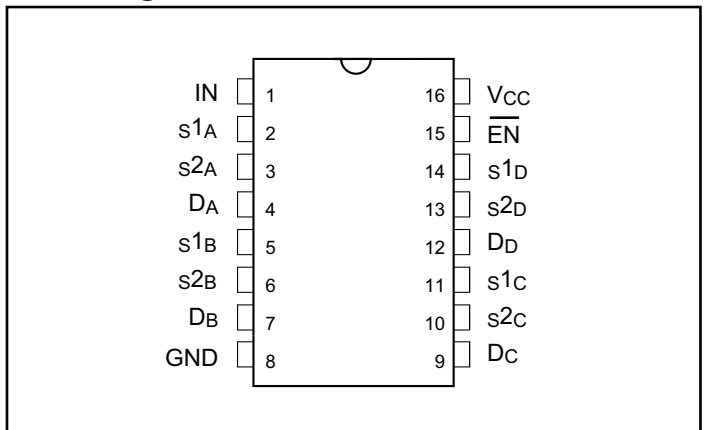 IN 1 16 VCC
S1A 2 15 E̅N̅
S2A 3 14 S1D
DA 4 13 S2D
S1B 5 12 DD
S2B 6 11 S1C
DB 7 10 S2C
GND 8 9 DC